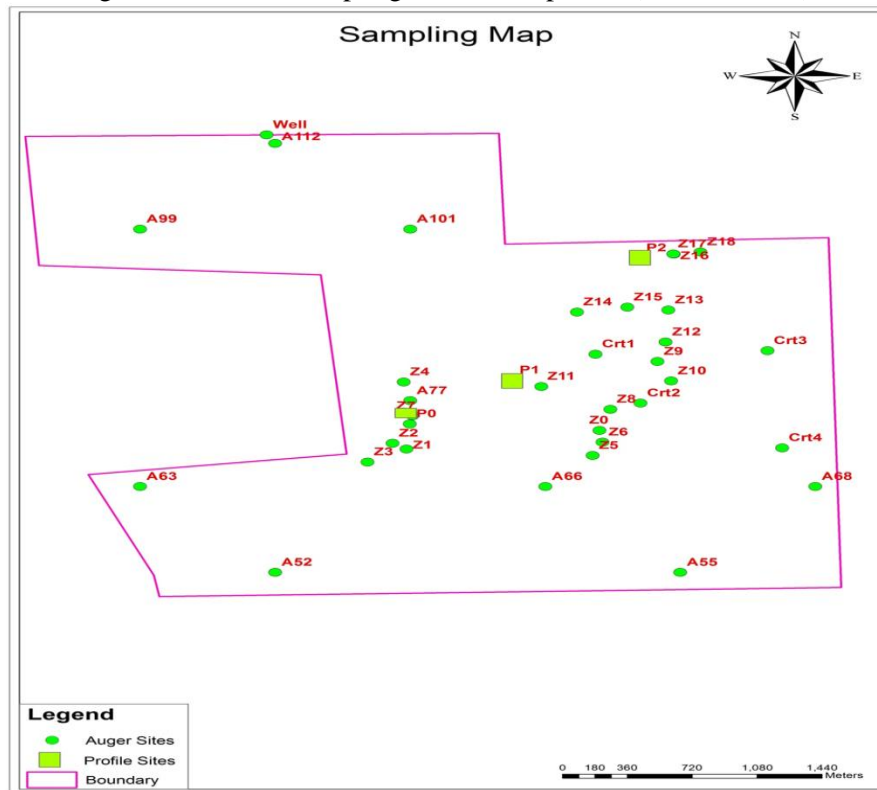 Sampling Map
N
W E
S
Well
A112
A99
A101
P2
Z17
Z18
Z16
Z14
Z15
Z13
Z12
Crt1
Z9
Crt3
Z4
P1
Z11
Z10
A77
Z7
P0
Z8
Crt2
Z0
Z2
Z6
Z3
Z1
Z5
Crt4
A63
A66
A68
A52
A55
Legend
Auger Sites
Profile Sites
Boundary
0 180 360 720 1,080 1,440
Meters